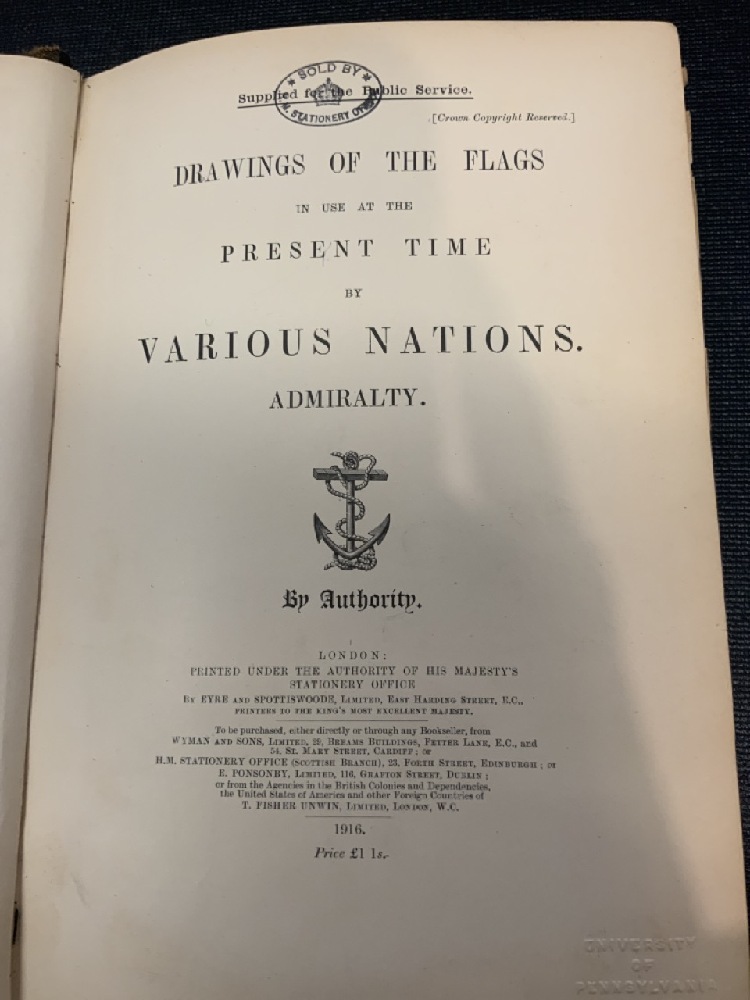 SOLD BY
Supplied for the Public Service.
H.M. STATIONERY OFFICE
[Crown Copyright Reserved.]
DRAWINGS OF THE FLAGS
IN USE AT THE
PRESENT TIME
BY
VARIOUS NATIONS.
ADMIRALTY.
By Authority.
LONDON:
PRINTED UNDER THE AUTHORITY OF HIS MAJESTY'S
STATIONERY OFFICE
By EYRE AND SPOTTISWOODE, LIMITED, EAST HARDING STREET, E.C.,
PRINTERS TO THE KING'S MOST EXCELLENT MAJESTY.
To be purchased, either directly or through any Bookseller, from
WYMAN AND SONS, LIMITED, 29, BREAMS BUILDINGS, FETTER LANE, E.C., and
54, ST. MARY STREET, CARDIFF; or
H.M. STATIONERY OFFICE (SCOTTISH BRANCH), 23, FORTH STREET, EDINBURGH; or
E. PONSONBY, LIMITED, 116, GRAFTON STREET, DUBLIN;
or from the Agencies in the British Colonies and Dependencies,
the United States of America and other Foreign Countries of
T. FISHER UNWIN, LIMITED, LONDON, W.C.
1916.
Price £1 1s.
UNIVERSITY
OF
PENNSYLVANIA